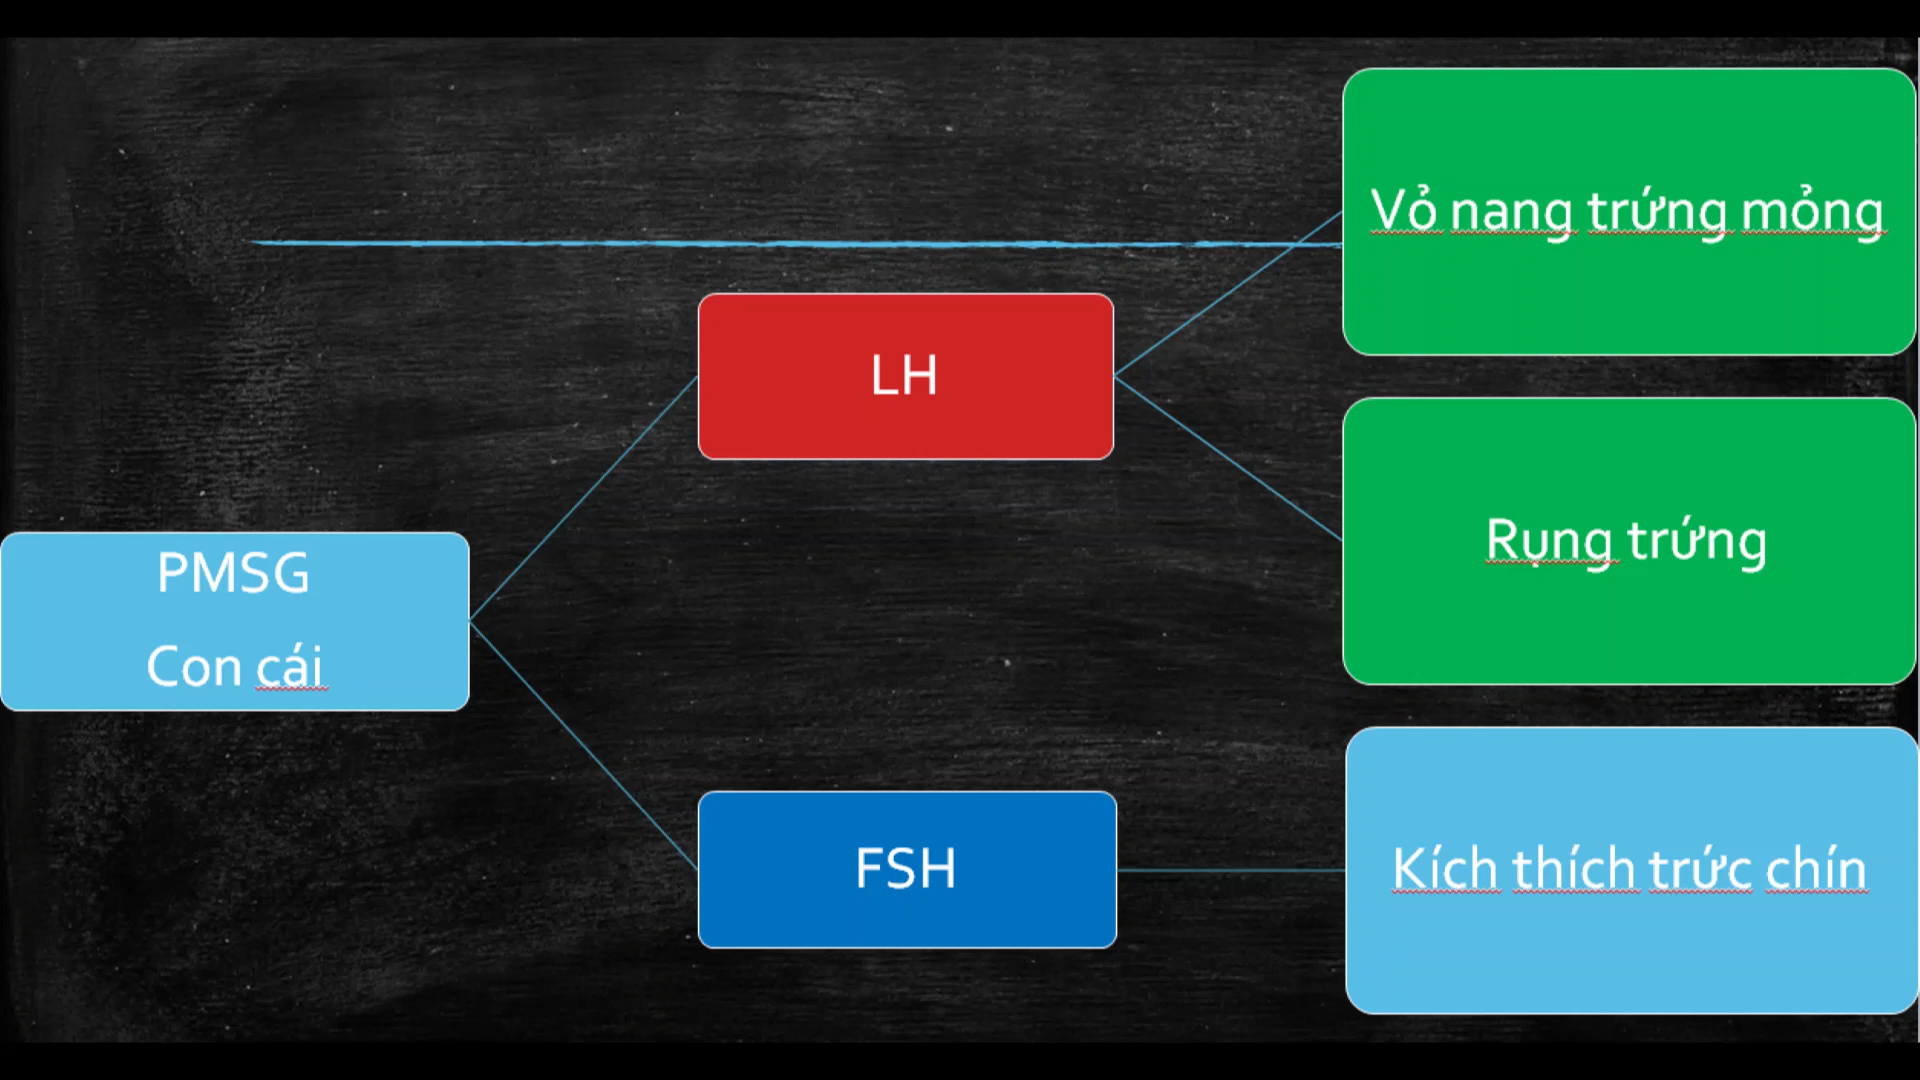 Vỏ nang trứng mỏng
LH
Rụng trứng
PMSG
Con cái
FSH
Kích thích trức chín